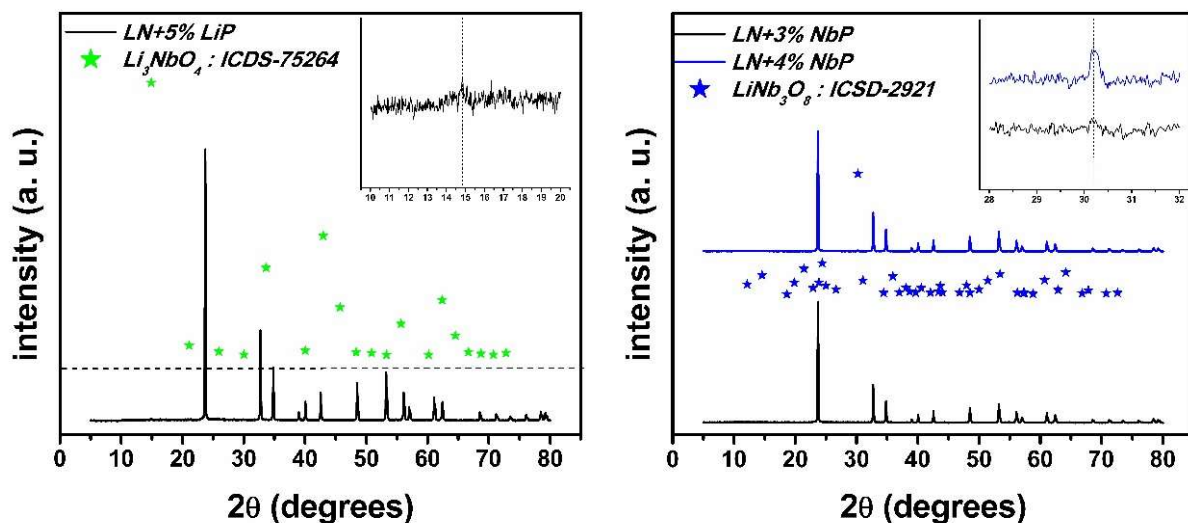 LN+5% LiP
Li₃NbO₄ : ICDS-75264
10 11 12 13 14 15 16 17 18 19 20
intensity (a. u.)
0 10 20 30 40 50 60 70 80
2θ (degrees)
LN+3% NbP
LN+4% NbP
LiNb₃O₈ : ICSD-2921
28 29 30 31 32
intensity (a. u.)
0 10 20 30 40 50 60 70 80
2θ (degrees)